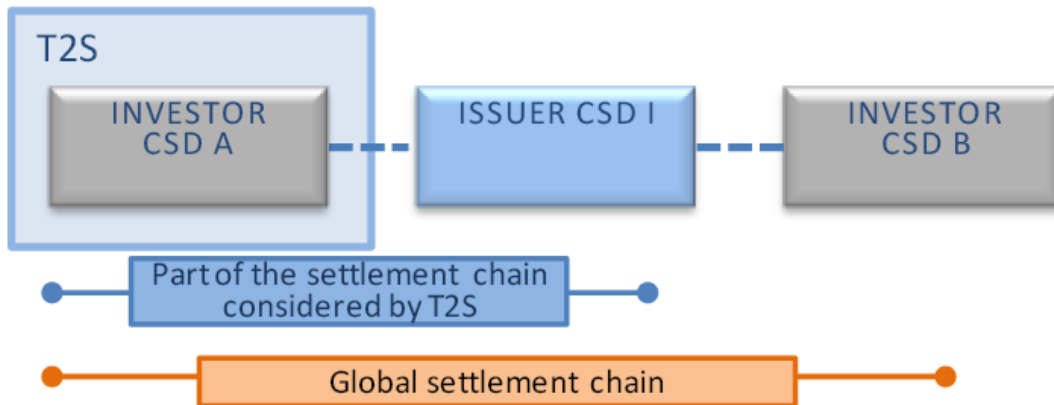 T2S
INVESTOR
CSD A
ISSUER CSD I
INVESTOR
CSD B
Part of the settlement chain
considered by T2S
Global settlement chain